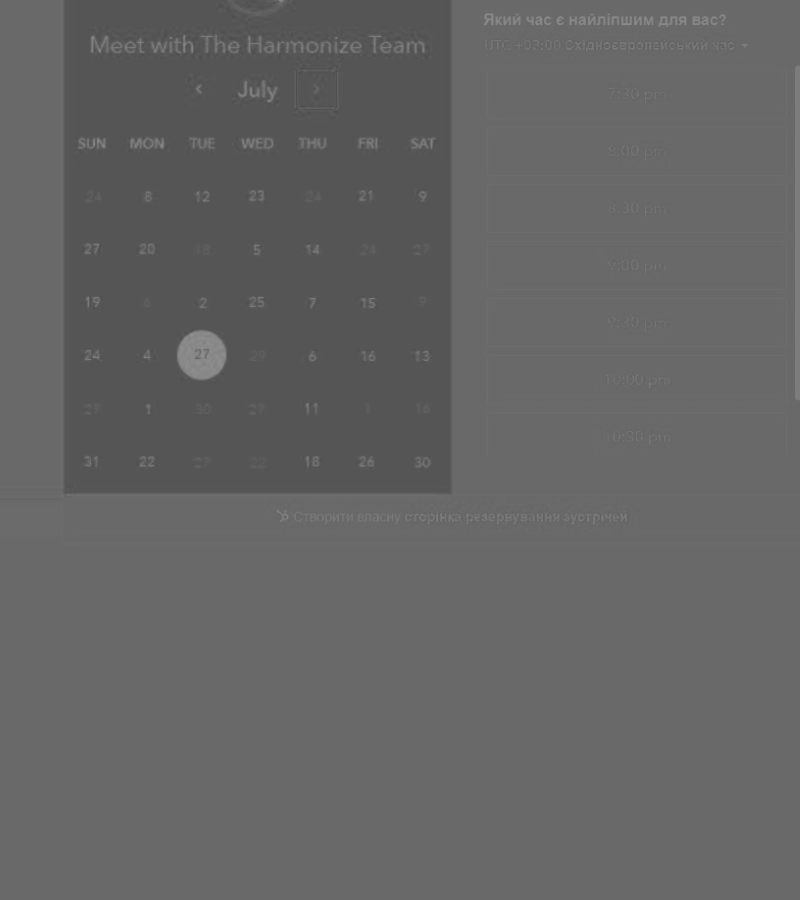 Meet with The Harmonize Team
‹ July ›
SUN MON TUE WED THU FRI SAT
24 8 12 23 24 21 9
27 20 18 5 14 24 27
19 6 2 25 7 15 9
24 4 27 29 6 16 13
27 1 30 27 11 16
31 22 27 22 18 26 30
Який час є найліпшим для вас?
UTC +03:00 Східноєвропейський час
7:30 pm
8:00 pm
8:30 pm
9:00 pm
9:30 pm
10:00 pm
10:30 pm
Створити власну сторінка резервування зустрічей